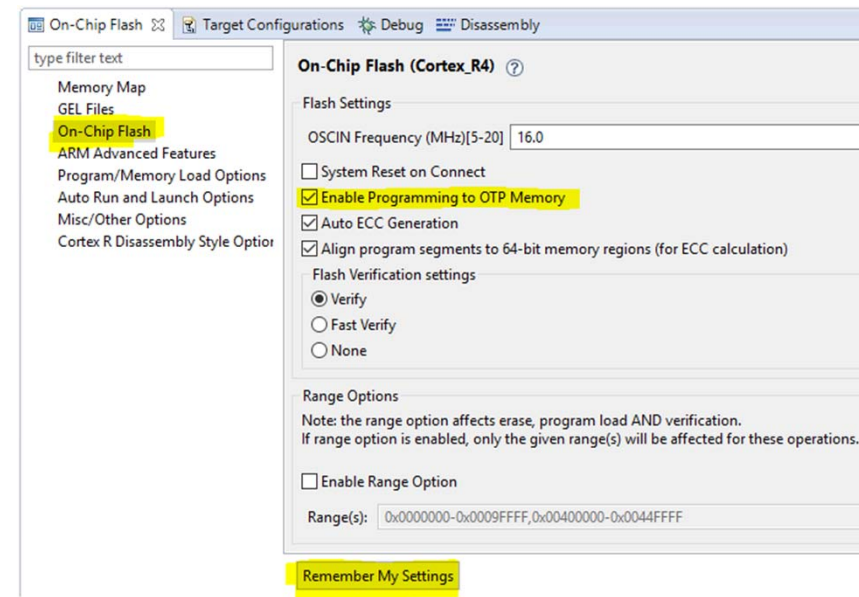 On-Chip Flash
Target Configurations
Debug
Disassembly
type filter text
Memory Map
GEL Files
On-Chip Flash
ARM Advanced Features
Program/Memory Load Options
Auto Run and Launch Options
Misc/Other Options
Cortex R Disassembly Style Option
On-Chip Flash (Cortex_R4)
Flash Settings
OSCIN Frequency (MHz)[5-20] 16.0
System Reset on Connect
Enable Programming to OTP Memory
Auto ECC Generation
Align program segments to 64-bit memory regions (for ECC calculation)
Flash Verification settings
Verify
Fast Verify
None
Range Options
Note: the range option affects erase, program load AND verification.
If range option is enabled, only the given range(s) will be affected for these operations.
Enable Range Option
Range(s): 0x0000000-0x0009FFFF,0x00400000-0x0044FFFF
Remember My Settings